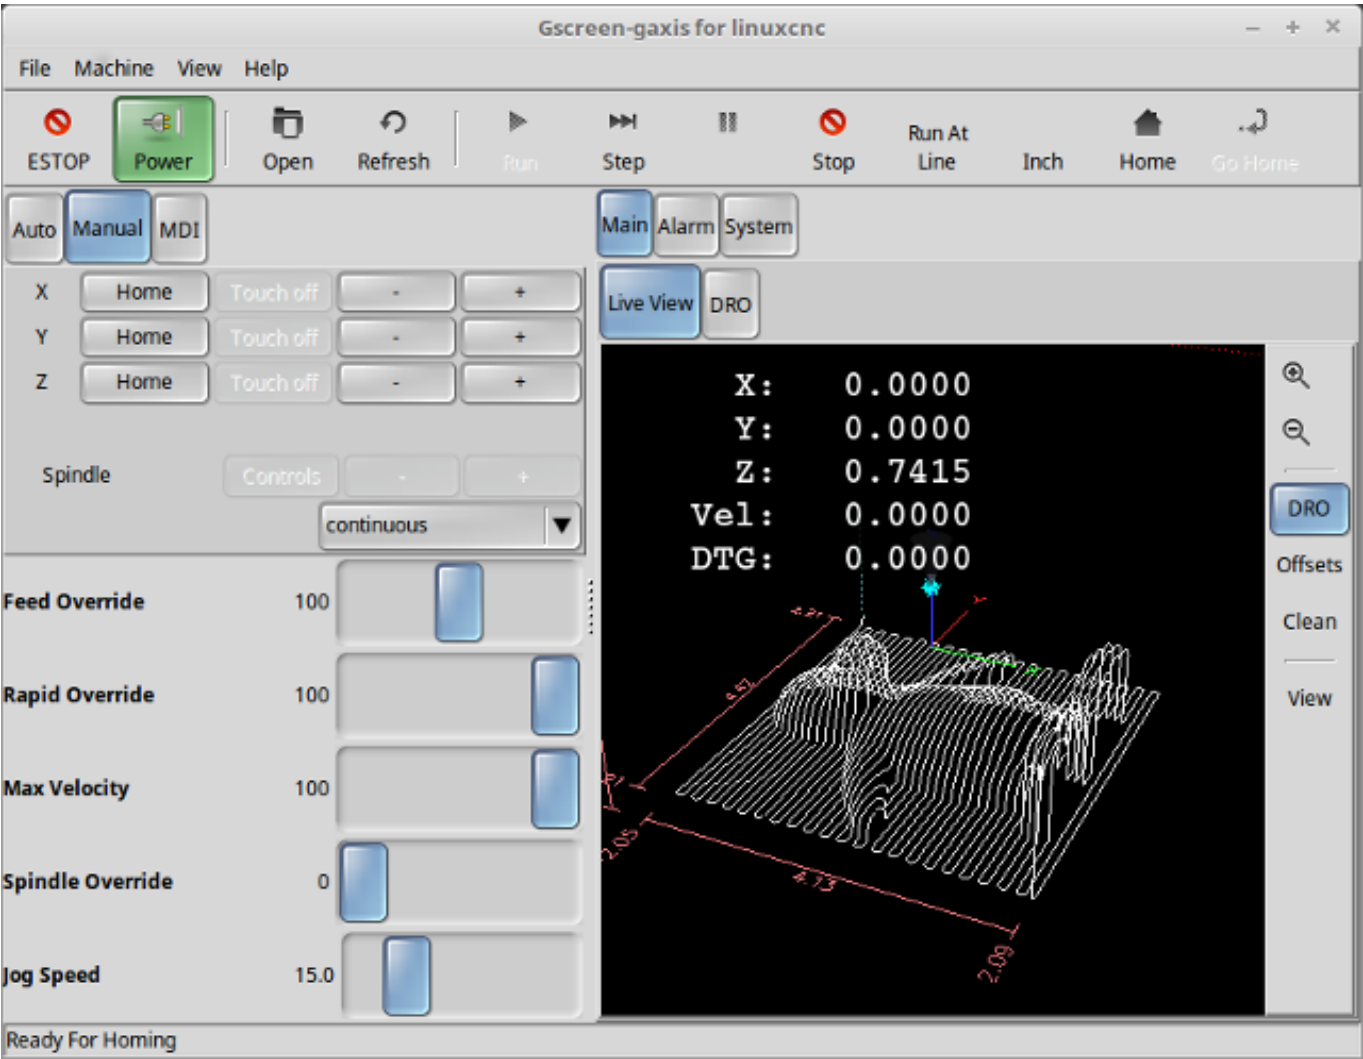 Gscreen-gaxis for linuxcnc
File Machine View Help
ESTOP Power Open Refresh Run Step Stop Run At Line Inch Home Go Home
Auto Manual MDI
Main Alarm System
X Home Touch off - +
Y Home Touch off - +
Z Home Touch off - +
Spindle Controls - +
continuous
Feed Override 100
Rapid Override 100
Max Velocity 100
Spindle Override 0
Jog Speed 15.0
Live View DRO
X: 0.0000
Y: 0.0000
Z: 0.7415
Vel: 0.0000
DTG: 0.0000
2.05
4.13
2.09
DRO
Offsets
Clean
View
Ready For Homing